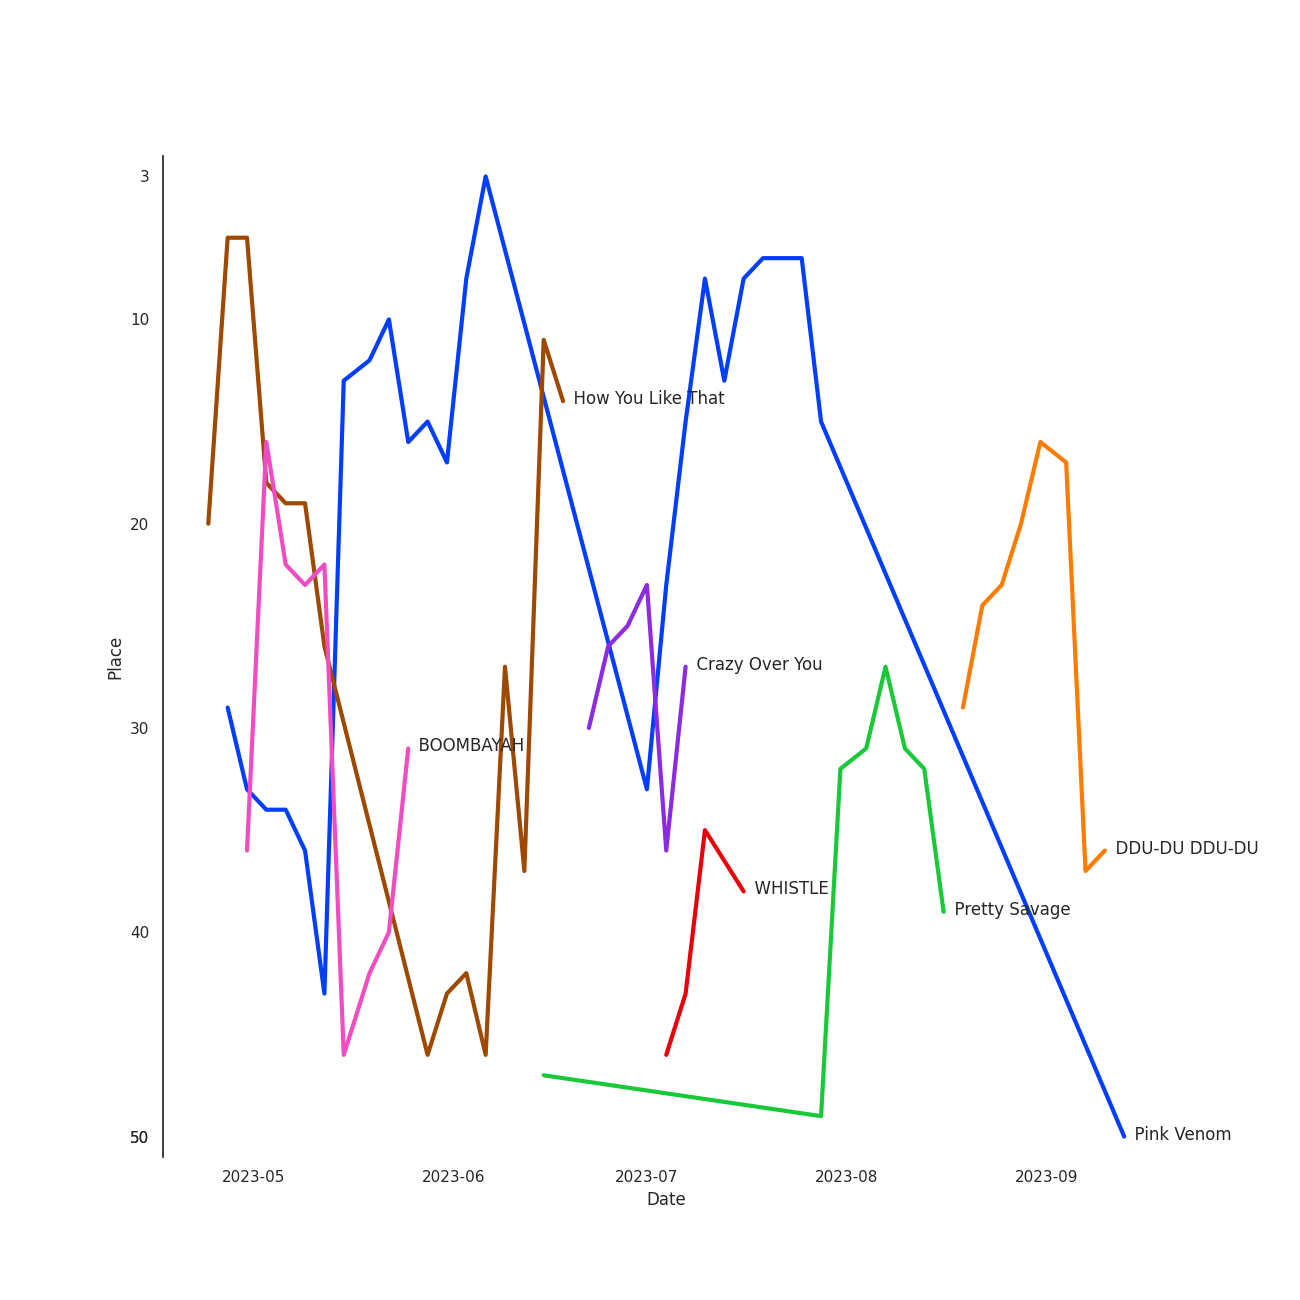 3
10
20
30
40
50
Place
How You Like That
Crazy Over You
BOOMBAYAH
DDU-DU DDU-DU
WHISTLE
Pretty Savage
Pink Venom
2023-05
2023-06
2023-07
2023-08
2023-09
Date